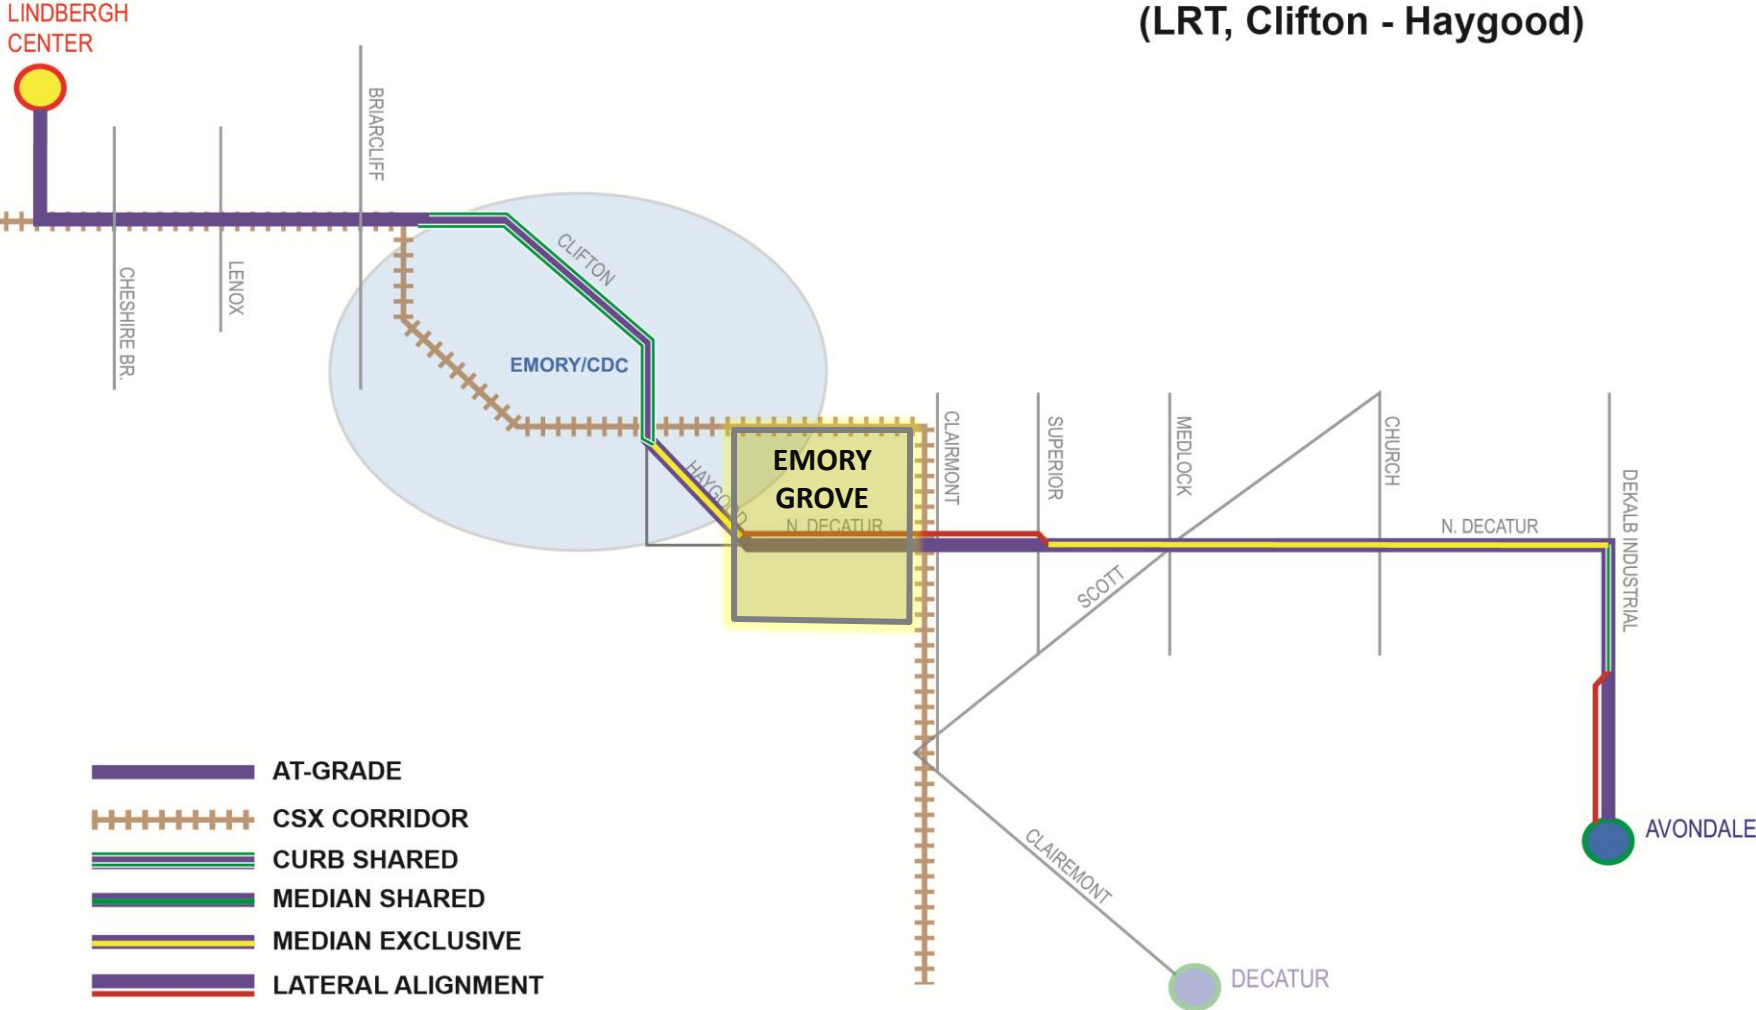 (LRT, Clifton - Haygood)
LINDBERGH
CENTER
BRIARCLIFF
CHESHIRE BR.
LENOX
CLIFTON
EMORY/CDC
HAYGOOD
EMORY
GROVE
N. DECATUR
CLAIRMONT
SUPERIOR
MEDLOCK
CHURCH
N. DECATUR
DEKALB INDUSTRIAL
SCOTT
CLAIREMONT
AVONDALE
DECATUR
AT-GRADE
CSX CORRIDOR
CURB SHARED
MEDIAN SHARED
MEDIAN EXCLUSIVE
LATERAL ALIGNMENT